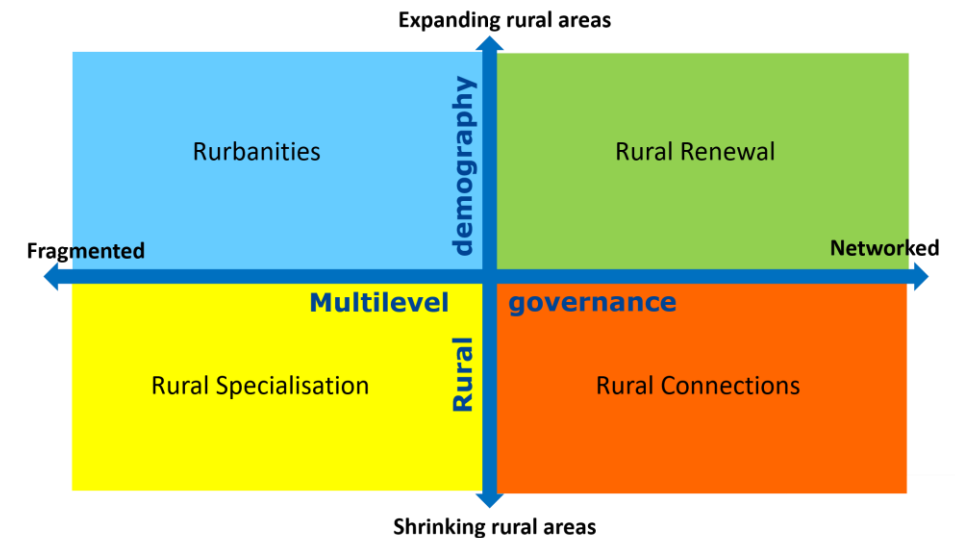 Expanding rural areas
Rurbanities
demography
Rural Renewal
Fragmented
Networked
Multilevel governance
Rural Specialisation
Rural
Rural Connections
Shrinking rural areas